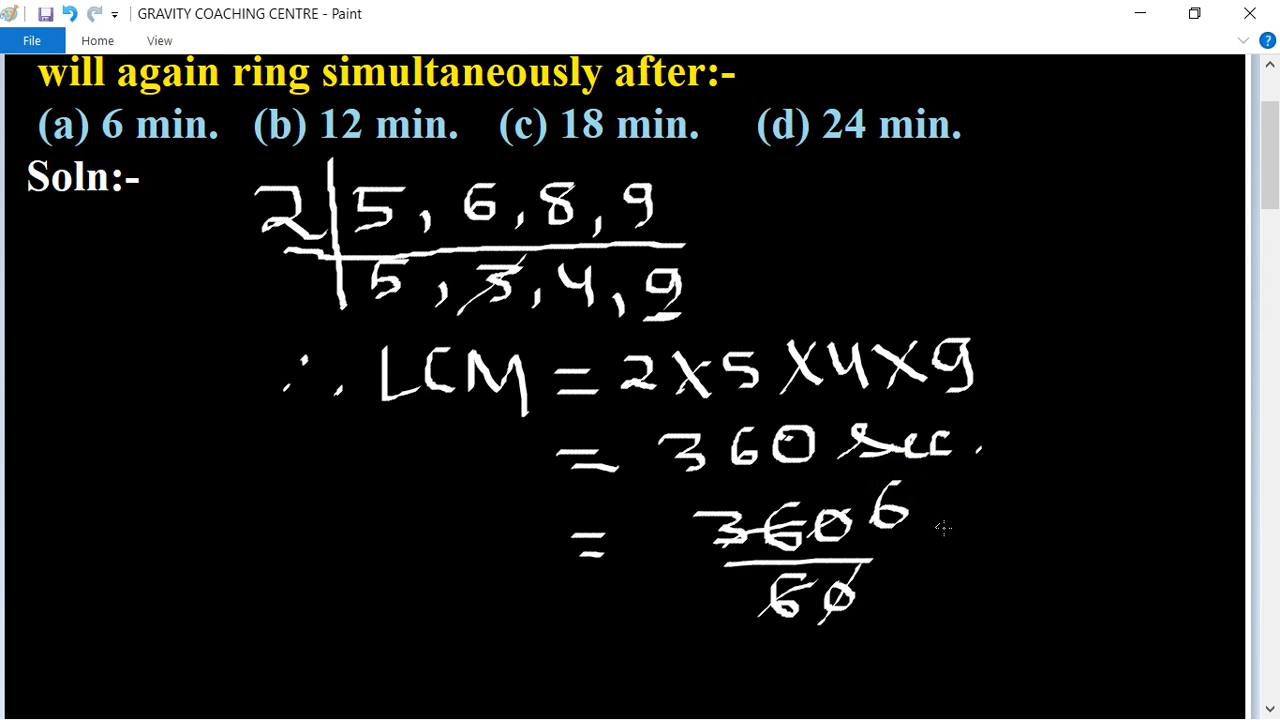 GRAVITY COACHING CENTRE - Paint
File Home View
will again ring simultaneously after:-
(a) 6 min. (b) 12 min. (c) 18 min. (d) 24 min.
Soln:-
2 | 5, 6, 8, 9
5, 3, 4, 9
∴ LCM = 2 X 5 X 4 X 9
= 360 sec.
= 360 6
60